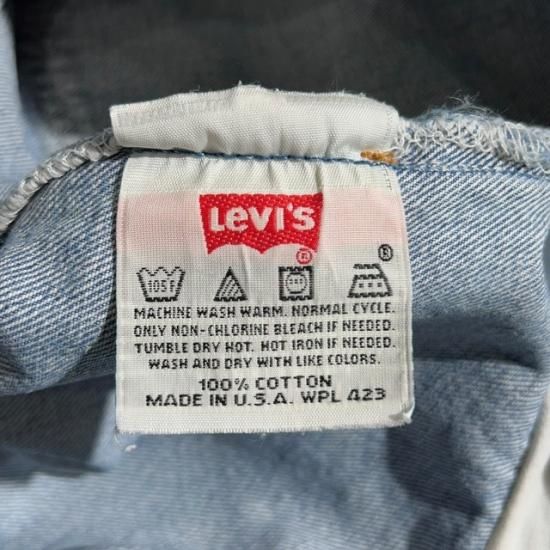 Levi's
®
105F
®
MACHINE WASH WARM. NORMAL CYCLE.
ONLY NON-CHLORINE BLEACH IF NEEDED.
TUMBLE DRY HOT. HOT IRON IF NEEDED.
WASH AND DRY WITH LIKE COLORS.
100% COTTON
MADE IN U.S.A. WPL 423